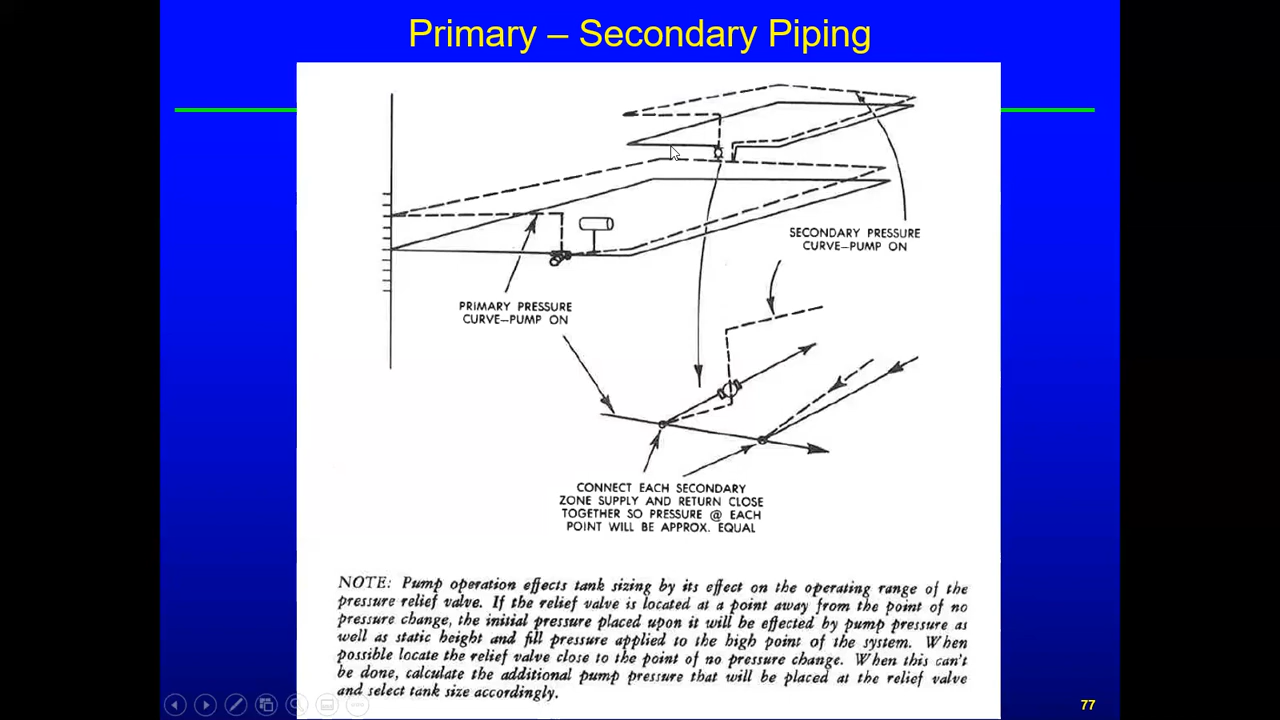 Primary – Secondary Piping
SECONDARY PRESSURE
CURVE–PUMP ON
PRIMARY PRESSURE
CURVE–PUMP ON
CONNECT EACH SECONDARY
ZONE SUPPLY AND RETURN CLOSE
TOGETHER SO PRESSURE @ EACH
POINT WILL BE APPROX. EQUAL
NOTE: Pump operation effects tank sizing by its effect on the operating range of the
pressure relief valve. If the relief valve is located at a point away from the point of no
pressure change, the initial pressure placed upon it will be effected by pump pressure as
well as static height and fill pressure applied to the high point of the system. When
possible locate the relief valve close to the point of no pressure change. When this can't
be done, calculate the additional pump pressure that will be placed at the relief valve
and select tank size accordingly.
77